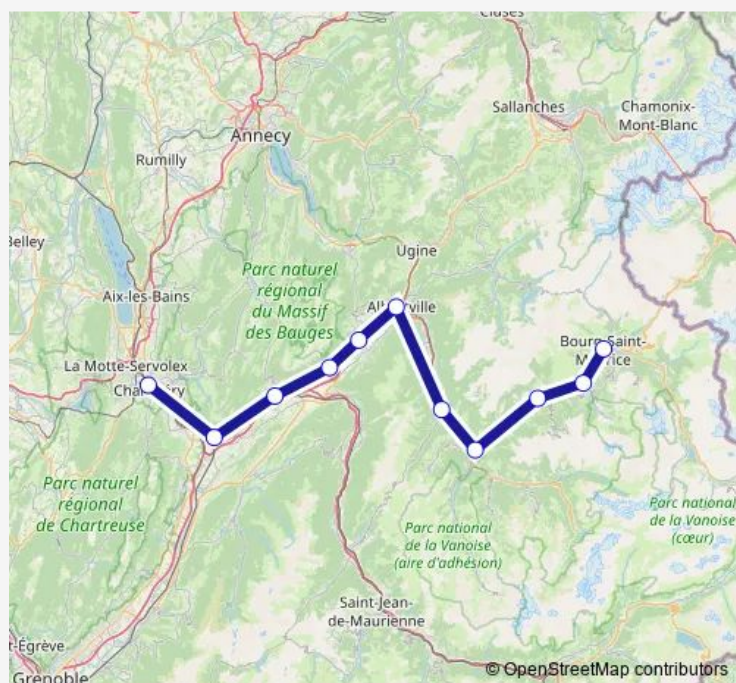 Cluses
Sallanches
Chamonix-
Mont-Blanc
Annecy
Rumilly
Belley
Ugine
Parc naturel
régional
du Massif
des Bauges
Aix-les-Bains
Albertville
Bourg-Saint-
Maurice
La Motte-Servolex
Chambéry
Parc naturel
régional
de Chartreuse
Parc national
de la Vanoise
(aire d'adhésion)
Parc national
de la Vanoise
(cœur)
Saint-Jean-
de-Maurienne
t-Égrève
Grenoble
© OpenStreetMap contributors